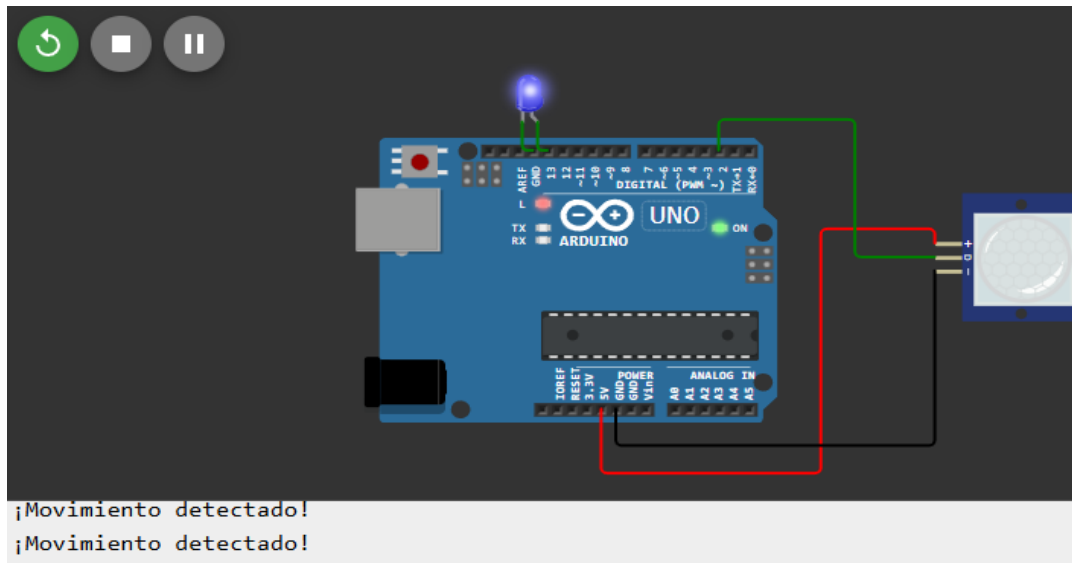 AREF
GND
13
12
~11
~10
~9
8
7
~6
~5
4
~3
2
TX→1
RX←0
DIGITAL (PWM ~)
L
TX
RX
UNO
ARDUINO
ON
+
D
-
IOREF
RESET
3.3V
5V
GND
GND
Vin
POWER
ANALOG IN
A0
A1
A2
A3
A4
A5
¡Movimiento detectado!
¡Movimiento detectado!